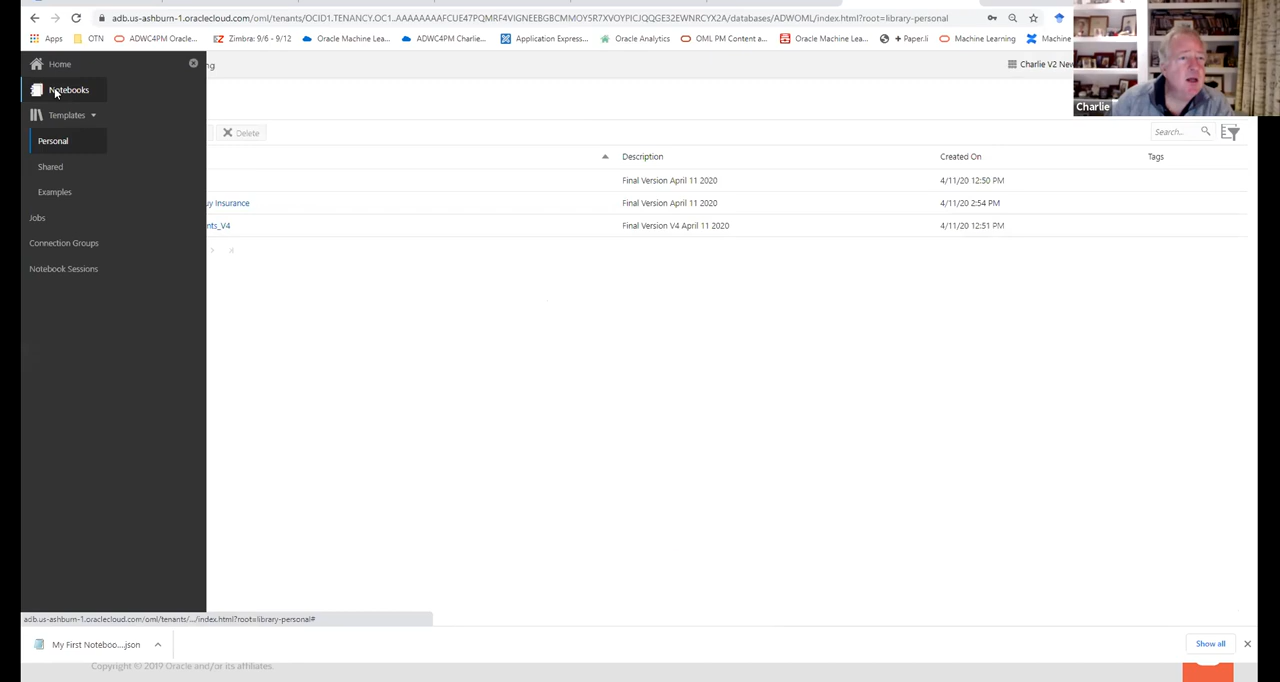 adb.us-ashburn-1.oraclecloud.com/oml/tenants/OCID1.TENANCY.OC1..AAAAAAAAFCUE47PQMRF4VIGNEEBGBCMMOY5R7XVOYPICJQQGE32EWNRCYX2A/databases/ADWOML/index.html?root=library-personal
Apps OTN ADWC4PM Oracle... Zimbra: 9/6 - 9/12 Oracle Machine Lea... ADWC4PM Charlie... Application Express... Oracle Analytics OML PM Content a... Oracle Machine Lea... + Paper.li Machine Learning Machine
Home ng Charlie V2 New
Notebooks
Charlie
Templates
Delete Search...
Personal
Description Created On Tags
Shared
Final Version April 11 2020 4/11/20 12:50 PM
Examples
uy Insurance Final Version April 11 2020 4/11/20 2:54 PM
Jobs
nts_V4 Final Version V4 April 11 2020 4/11/20 12:51 PM
Connection Groups
Notebook Sessions
adb.us-ashburn-1.oraclecloud.com/oml/tenants/.../index.html?root=library-personal#
My First Noteboo....json Show all
Copyright © 2019 Oracle and/or its affiliates.